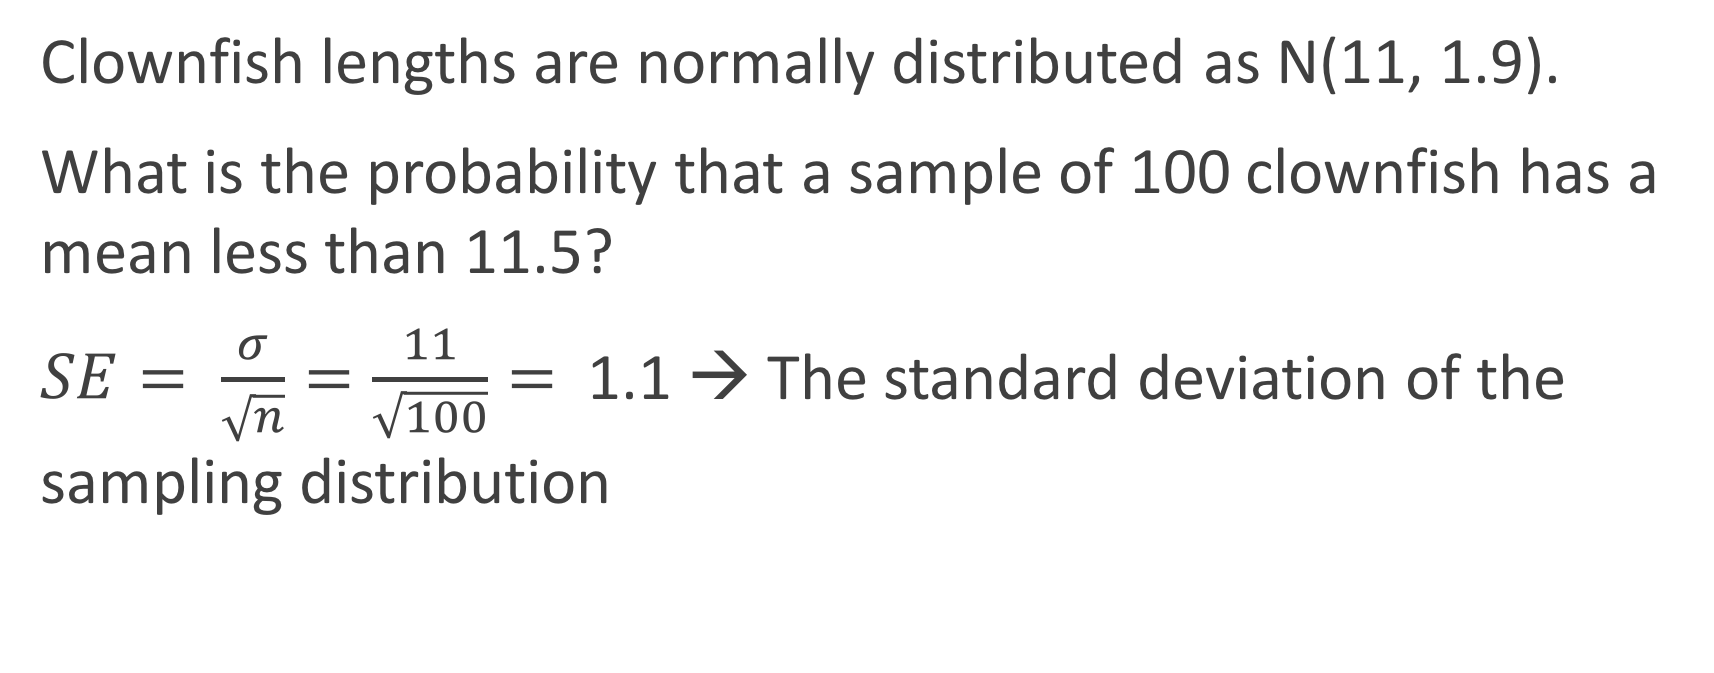 Clownfish lengths are normally distributed as N(11, 1.9).
What is the probability that a sample of 100 clownfish has a
mean less than 11.5?
SE = σ/√n = 11/√100 = 1.1 → The standard deviation of the
sampling distribution